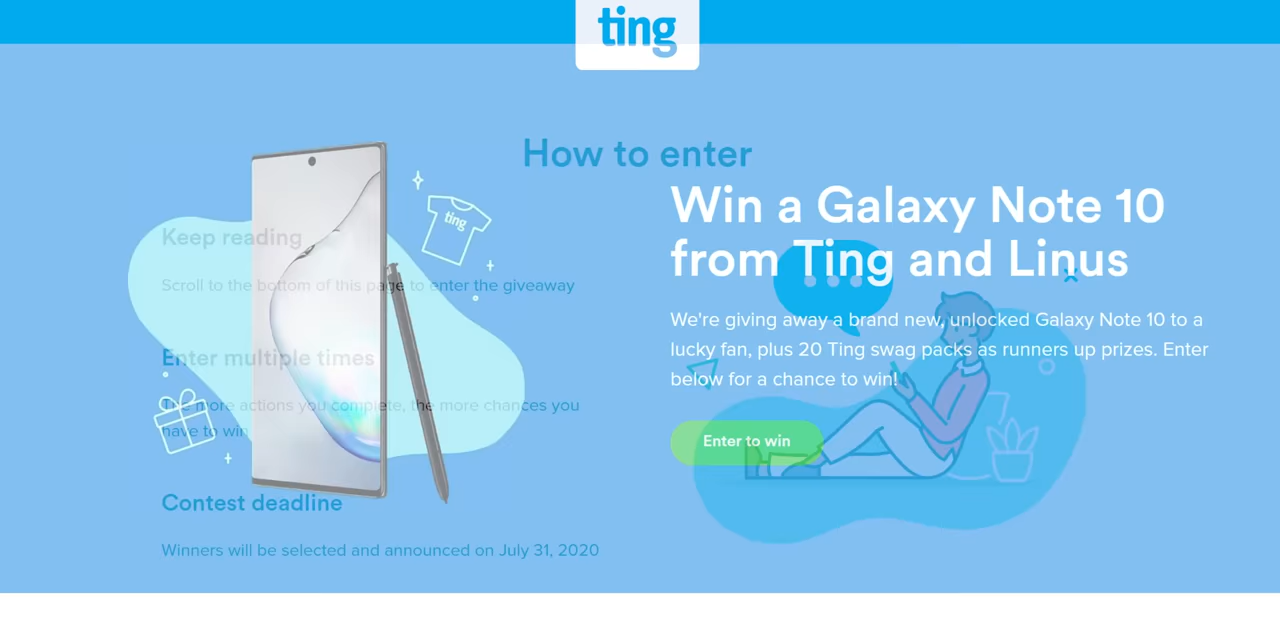 ting
How to enter
Win a Galaxy Note 10
from Ting and Linus
ting
Keep reading
Scroll to the bottom of this page to enter the giveaway
We're giving away a brand new, unlocked Galaxy Note 10 to a
lucky fan, plus 20 Ting swag packs as runners up prizes. Enter
below for a chance to win!
Enter multiple times
The more actions you complete, the more chances you
have to win
Enter to win
Contest deadline
Winners will be selected and announced on July 31, 2020